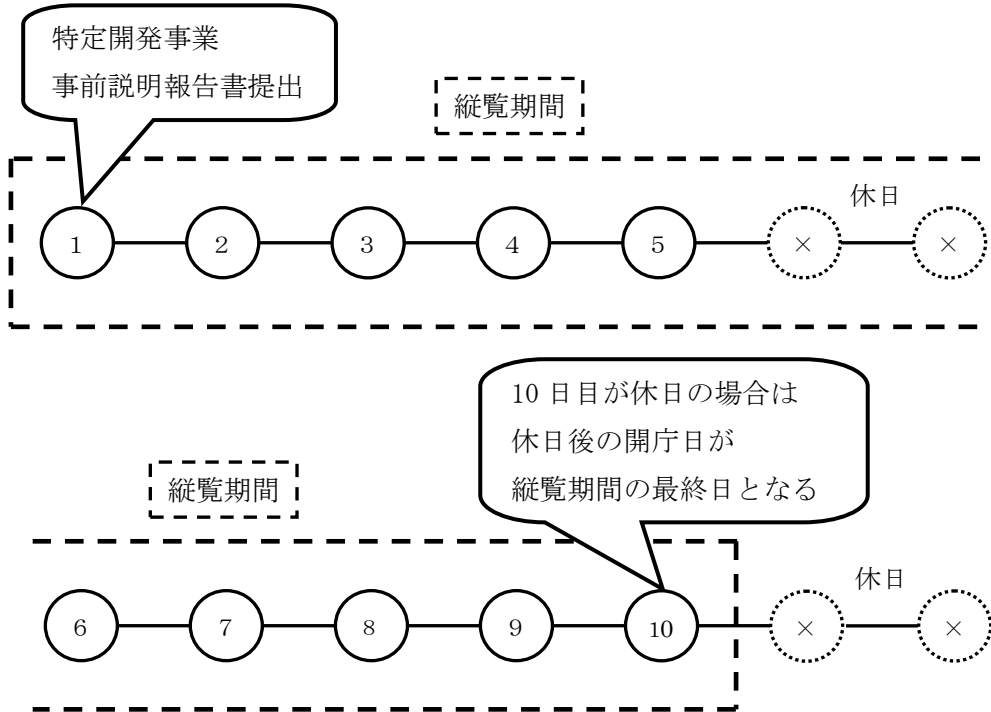 特定開発事業
事前説明報告書提出
縦覧期間
休日
1
2
3
4
5
×
×
10 日目が休日の場合は
休日後の開庁日が
縦覧期間の最終日となる
縦覧期間
休日
6
7
8
9
10
×
×